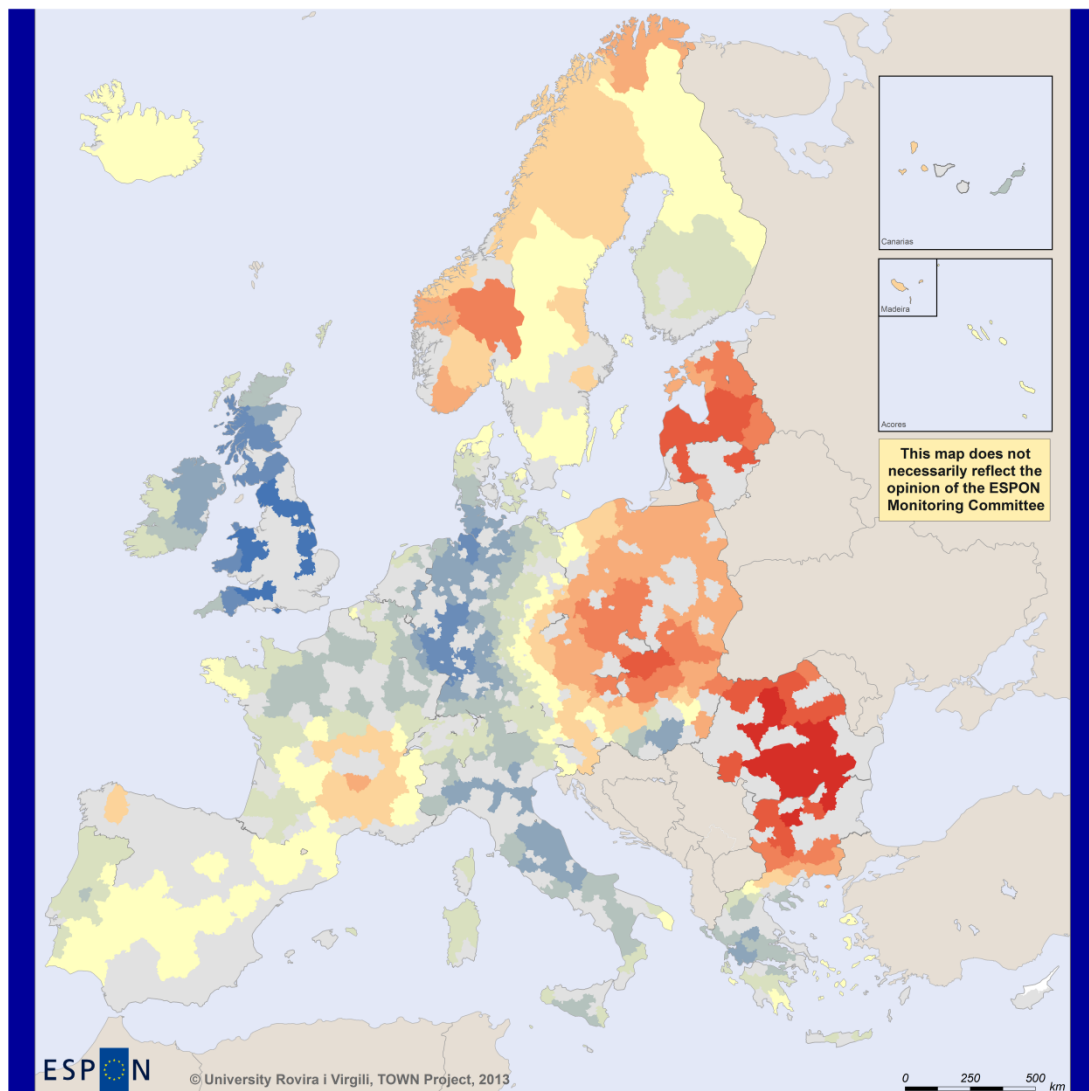 Canarias
Madeira
Acores
This map does not
necessarily reflect the
opinion of the ESPON
Monitoring Committee
ESPON
© University Rovira i Virgili, TOWN Project, 2013
0 250 500
km